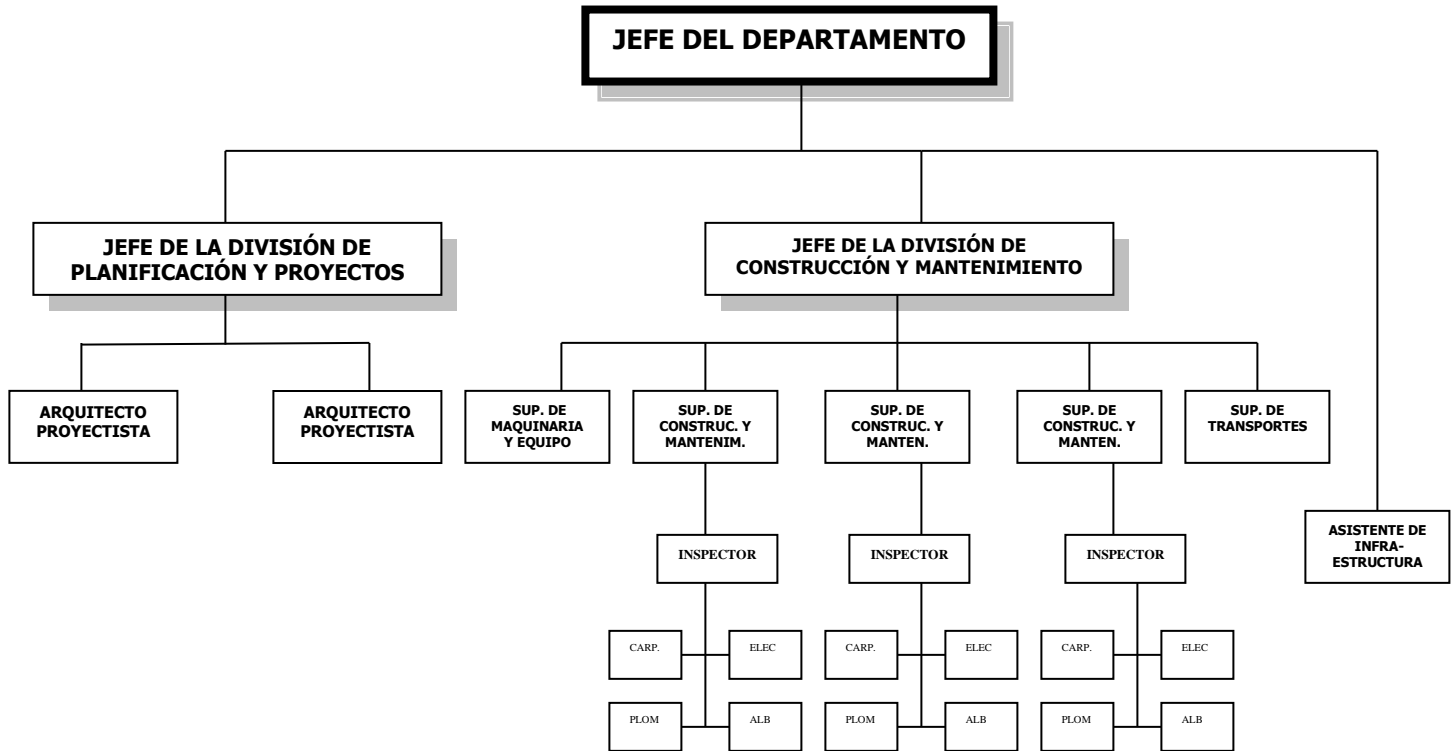 JEFE DEL DEPARTAMENTO
JEFE DE LA DIVISIÓN DE
PLANIFICACIÓN Y PROYECTOS
JEFE DE LA DIVISIÓN DE
CONSTRUCCIÓN Y MANTENIMIENTO
ARQUITECTO
PROYECTISTA
ARQUITECTO
PROYECTISTA
SUP. DE
MAQUINARIA
Y EQUIPO
SUP. DE
CONSTRUC. Y
MANTENIM.
SUP. DE
CONSTRUC. Y
MANTEN.
SUP. DE
CONSTRUC. Y
MANTEN.
SUP. DE
TRANSPORTES
ASISTENTE DE
INFRA-
ESTRUCTURA
INSPECTOR
INSPECTOR
INSPECTOR
CARP.
ELEC
CARP.
ELEC
CARP.
ELEC
PLOM
ALB
PLOM
ALB
PLOM
ALB